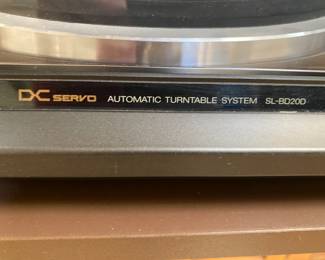 DC SERVO AUTOMATIC TURNTABLE SYSTEM SL-BD20D